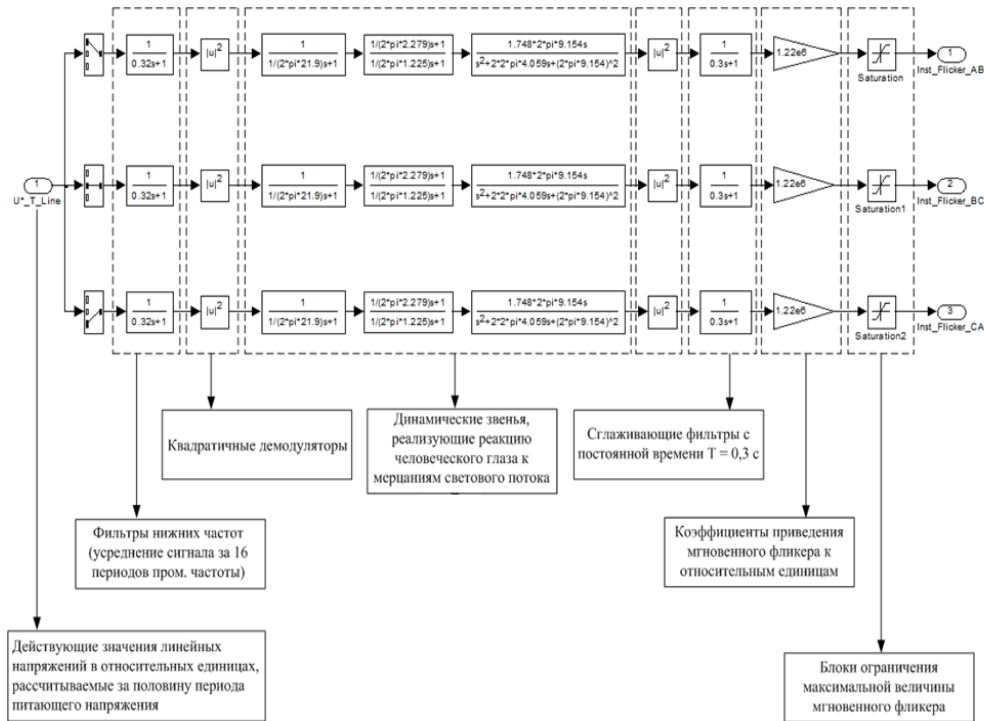 1
0.32s+1
|u|2
1
1/(2*pi*21.9)s+1
1/(2*pi*2.279)s+1
1/(2*pi*1.225)s+1
1.748*2*pi*9.154s
s2+2*2*pi*4.059s+(2*pi*9.154)^2
|u|2
1
0.3s+1
1.22e6
Saturation
1
Inst_Flicker_AB
1
U*_T_Line
1
0.32s+1
|u|2
1
1/(2*pi*21.9)s+1
1/(2*pi*2.279)s+1
1/(2*pi*1.225)s+1
1.748*2*pi*9.154s
s2+2*2*pi*4.059s+(2*pi*9.154)^2
|u|2
1
0.3s+1
1.22e6
Saturation1
2
Inst_Flicker_BC
1
0.32s+1
|u|2
1
1/(2*pi*21.9)s+1
1/(2*pi*2.279)s+1
1/(2*pi*1.225)s+1
1.748*2*pi*9.154s
s2+2*2*pi*4.059s+(2*pi*9.154)^2
|u|2
1
0.3s+1
1.22e6
Saturation2
3
Inst_Flicker_CA
Квадратичные демодуляторы
Динамические звенья,
реализующие реакцию
человеческого глаза к
мерцаниям светового потока
Сглаживающие фильтры с
постоянной времени T = 0,3 с
Фильтры нижних частот
(усреднение сигнала за 16
периодов пром. частоты)
Коэффициенты приведения
мгновенного фликера к
относительным единицам
Действующие значения линейных
напряжений в относительных единицах,
рассчитываемые за половину периода
питающего напряжения
Блоки ограничения
максимальной величины
мгновенного фликера